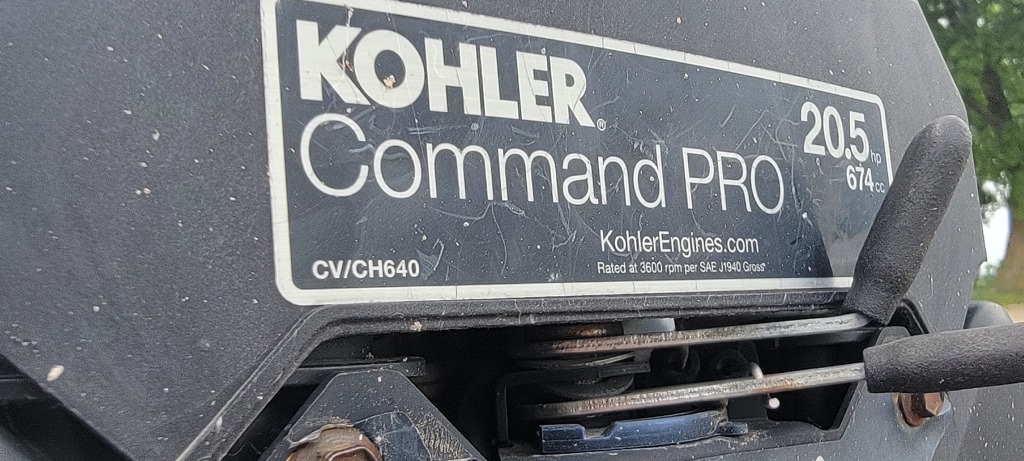 KOHLER®
Command PRO
20.5 hp
674 cc
KohlerEngines.com
CV/CH640
Rated at 3600 rpm per SAE J1940 Gross*